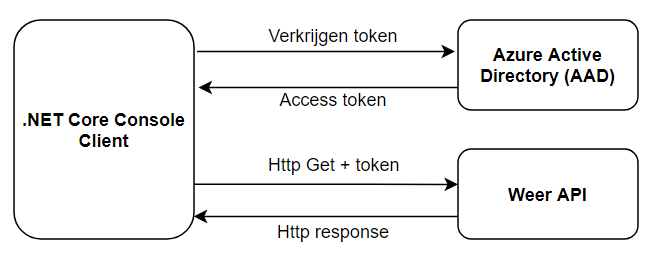 Verkrijgen token
Azure Active
Directory (AAD)
Access token
.NET Core Console
Client
Http Get + token
Weer API
Http response